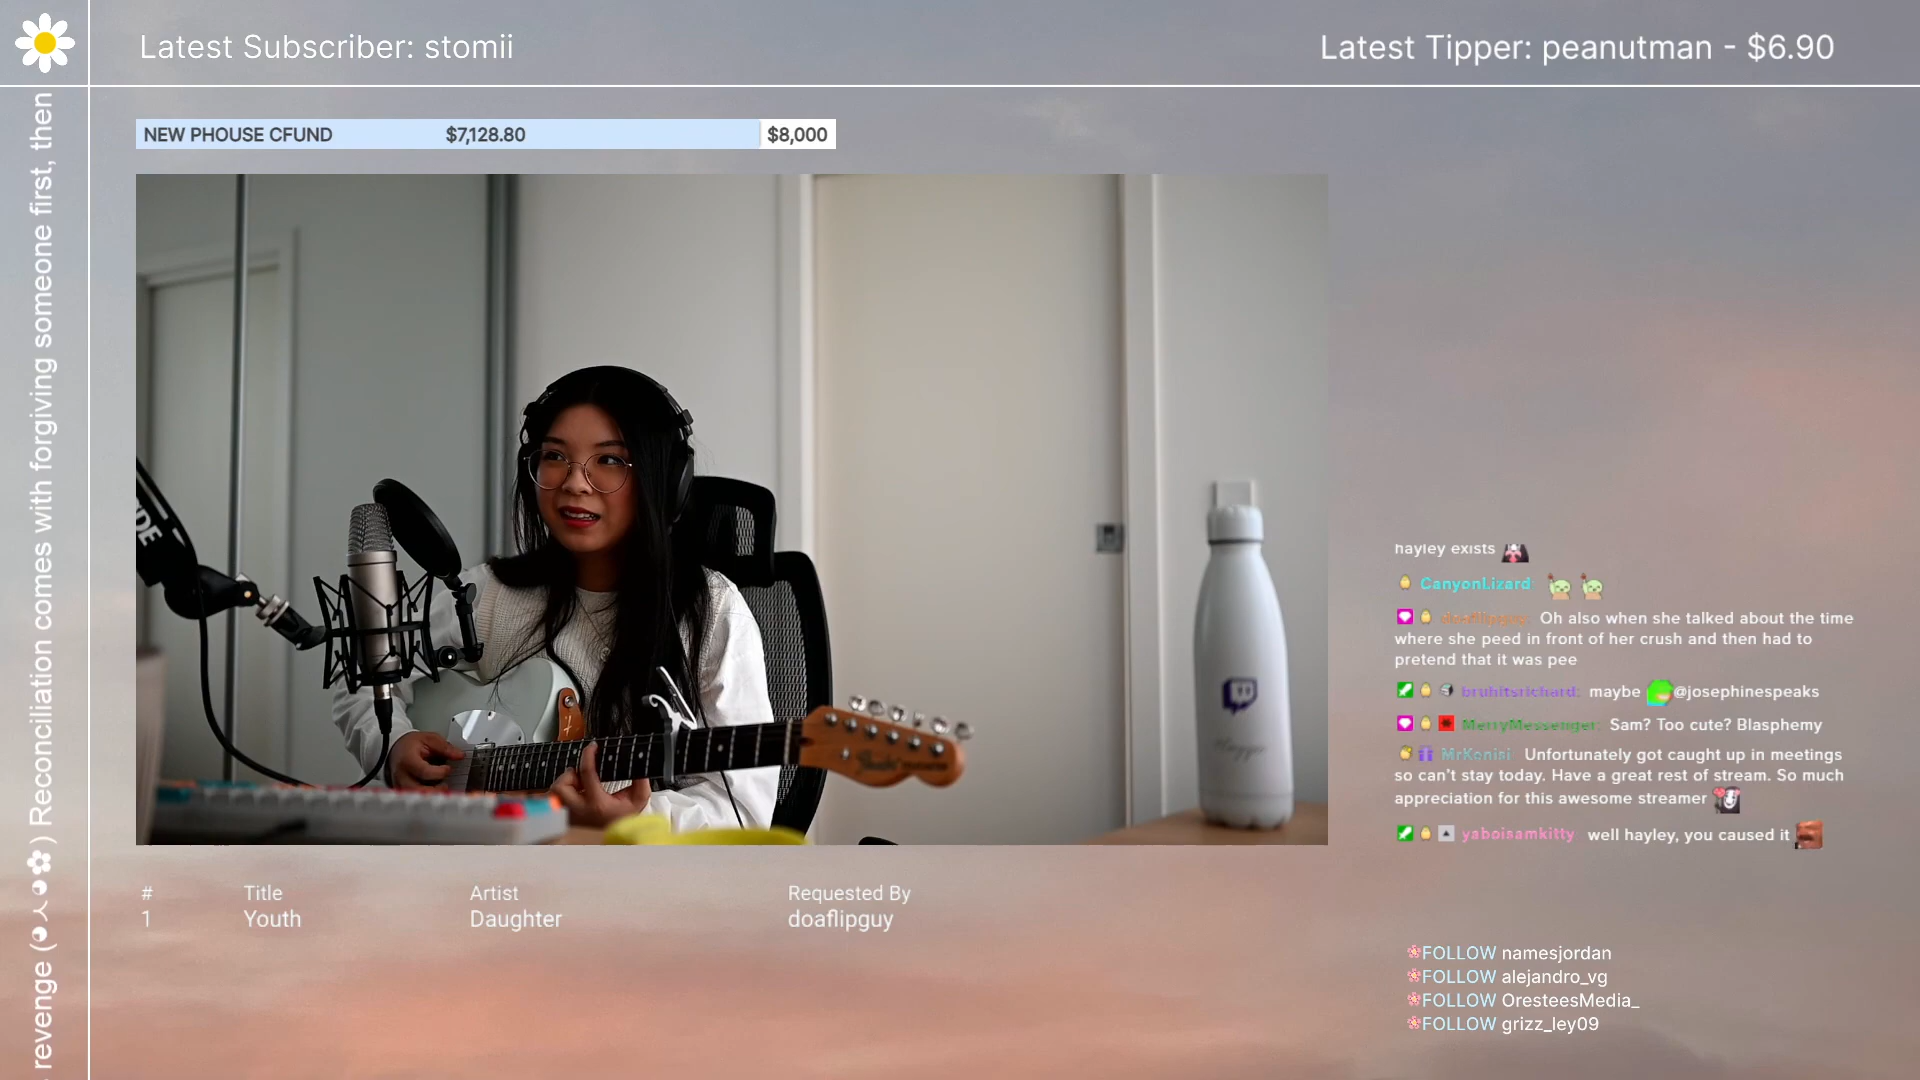 Latest Subscriber: stomii
Latest Tipper: peanutman - $6.90
NEW PHOUSE CFUND $7,128.80 $8,000
revenge (◕⅄◕✿) Reconciliation comes with forgiving someone first, then
hayley exists
CanyonLizard:
doaflipguy: Oh also when she talked about the time
where she peed in front of her crush and then had to
pretend that it was pee
bruhitsrichard: maybe @josephinespeaks
MerryMessenger: Sam? Too cute? Blasphemy
MrKonisi Unfortunately got caught up in meetings
so can't stay today. Have a great rest of stream. So much
appreciation for this awesome streamer
yaboisamkitty well hayley, you caused it
# Title Artist Requested By
1 Youth Daughter doaflipguy
FOLLOW namesjordan
FOLLOW alejandro_vg
FOLLOW OresteesMedia_
FOLLOW grizz_ley09